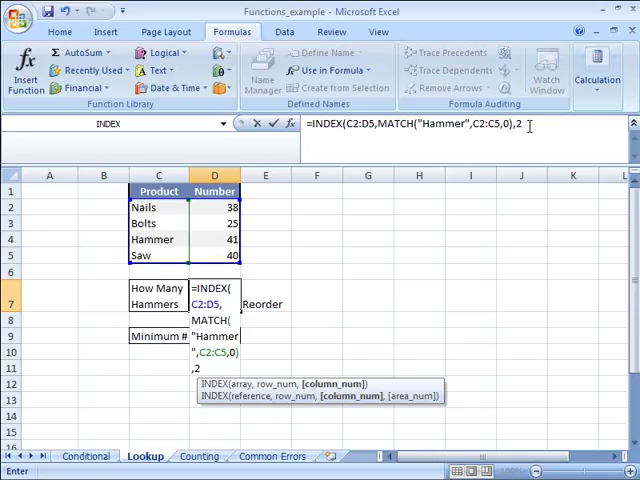 Functions_example - Microsoft Excel
Home Insert Formulas Data Review View
Insert Function
AutoSum Logical
Recently Used Text
Financial Date & Time
Function Library
Name Manager
Define Name
Use in Formula
Create from Selection
Defined Names
Trace Precedents
Trace Dependents
Remove Arrows
Watch Window
Formula Auditing
Calculation
INDEX
=INDEX(C2:D5,MATCH("Hammer",C2:C5,0),2
A B C D E F G H I J K L
1 Product Number
2 Nails 38
3 Bolts 25
4 Hammer 41
5 Saw 40
6
7 How Many Hammers =INDEX(
C2:D5, Reorder
8 MATCH(
9 Minimum # "Hammer
10 ",C2:C5,0)
11 ,2
INDEX(array, row_num, [column_num])
INDEX(reference, row_num, [column_num], [area_num])
12
13
14
15
16
Conditional Lookup Counting Common Errors
Enter
100%